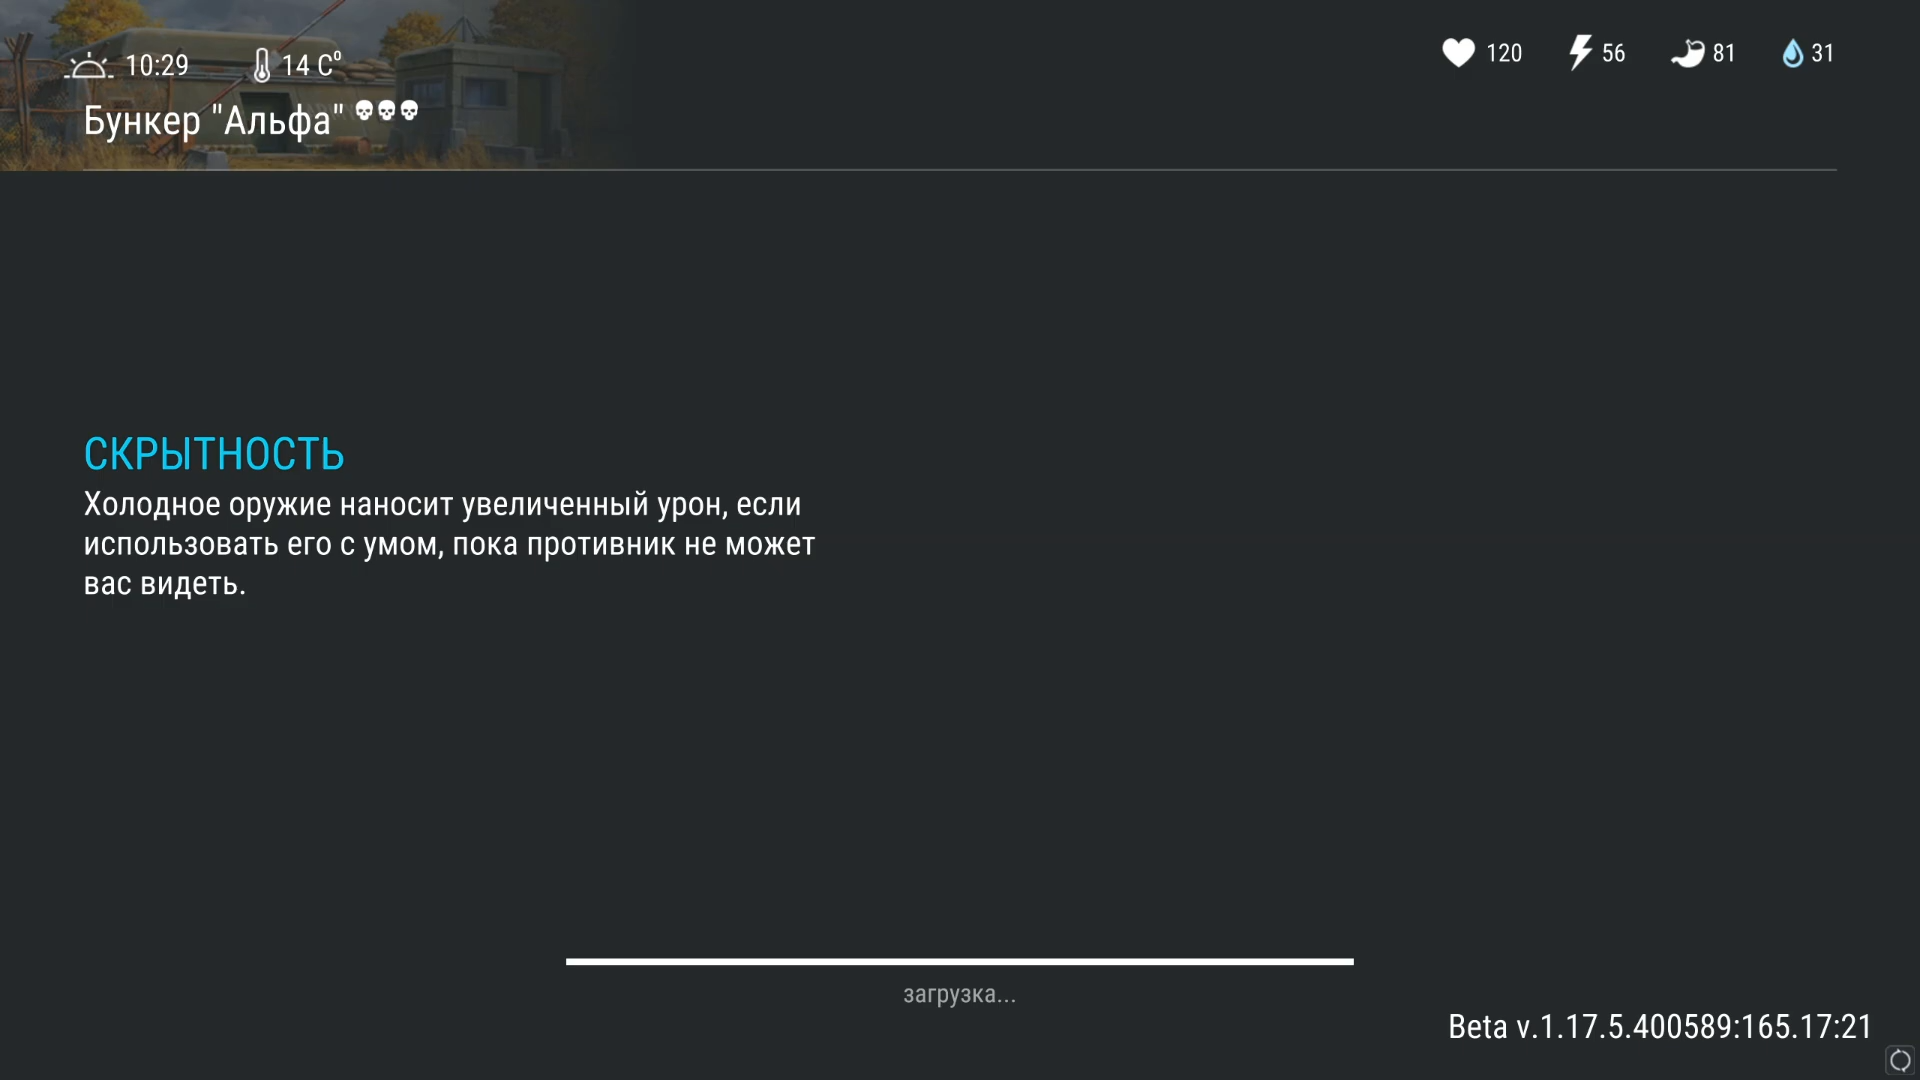 10:29 14 C⁰ 120 56 81 31
Бункер "Альфа"
СКРЫТНОСТЬ
Холодное оружие наносит увеличенный урон, если
использовать его с умом, пока противник не может
вас видеть.
загрузка...
Beta v.1.17.5.400589:165.17:21